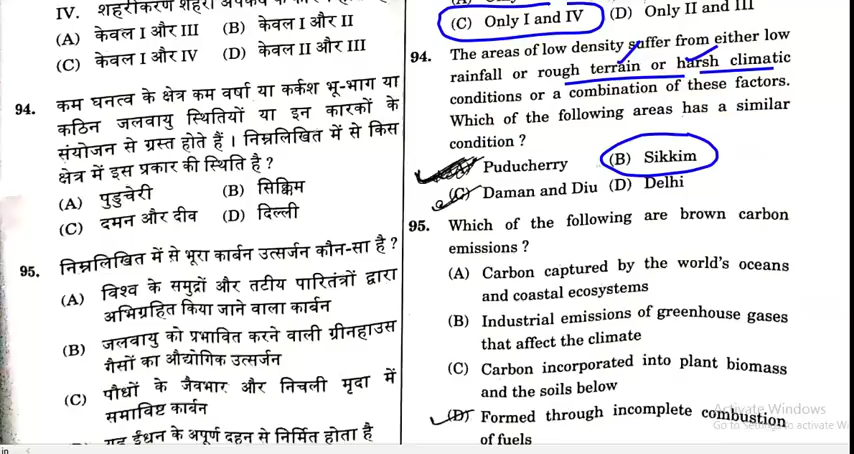 IV. शहरीकरण शहरी
(A) केवल I और III (B) केवल I और II
(C) केवल I और IV (D) केवल II और III
94. कम घनत्व के क्षेत्र कम वर्षा या कर्कश भू-भाग या
कठिन जलवायु स्थितियों या इन कारकों के
संयोजन से ग्रस्त होते हैं । निम्नलिखित में से किस
क्षेत्र में इस प्रकार की स्थिति है ?
(A) पुडुचेरी (B) सिक्किम
(C) दमन और दीव (D) दिल्ली
95. निम्नलिखित में से भूरा कार्बन उत्सर्जन कौन-सा है ?
(A) विश्व के समुद्रों और तटीय पारितंत्रों द्वारा
अभिग्रहित किया जाने वाला कार्बन
(B) जलवायु को प्रभावित करने वाली ग्रीनहाउस
गैसों का औद्योगिक उत्सर्जन
(C) पौधों के जैवभार और निचली मृदा में
समाविष्ट कार्बन
यह ईंधन के अपूर्ण दहन से निर्मित होता है
(C) Only I and IV (D) Only II and III
94. The areas of low density suffer from either low
rainfall or rough terrain or harsh climatic
conditions or a combination of these factors.
Which of the following areas has a similar
condition ?
Puducherry (B) Sikkim
(C) Daman and Diu (D) Delhi
95. Which of the following are brown carbon
emissions ?
(A) Carbon captured by the world's oceans
and coastal ecosystems
(B) Industrial emissions of greenhouse gases
that affect the climate
(C) Carbon incorporated into plant biomass
and the soils below
(D) Formed through incomplete combustion
of fuels
Activate Windows
Go to Settings to activate W
in